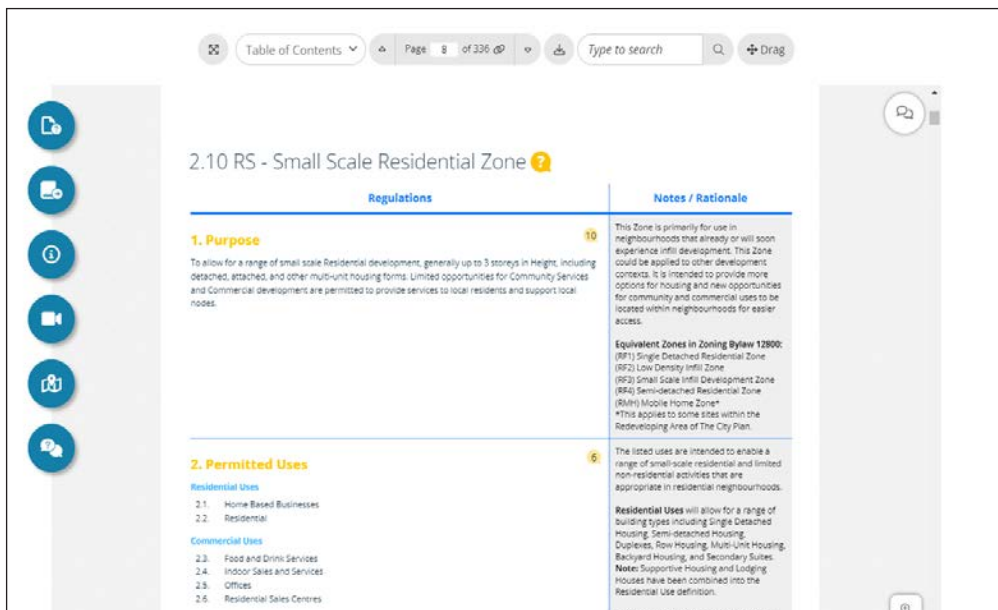 Table of Contents
Page 8 of 336
Type to search
Drag
2.10 RS - Small Scale Residential Zone ?
Regulations
Notes / Rationale
1. Purpose
10
To allow for a range of small scale Residential development, generally up to 3 storeys in Height, including
detached, attached, and other multi-unit housing forms. Limited opportunities for Community Services
and Commercial development are permitted to provide services to local residents and support local
nodes.
This Zone is primarily for use in
neighbourhoods that already or will soon
experience infill development. This Zone
could be applied to other development
contexts. It is intended to provide more
options for housing and new opportunities
for community and commercial uses to be
located within neighbourhoods for easier
access.
Equivalent Zones in Zoning Bylaw 12800:
(RF1) Single Detached Residential Zone
(RF2) Low Density Infill Zone
(RF3) Small Scale Infill Development Zone
(RF4) Semi-detached Residential Zone
(RMH) Mobile Home Zone*
*This applies to some sites within the
Redeveloping Area of The City Plan.
2. Permitted Uses
6
Residential Uses
2.1. Home Based Businesses
2.2. Residential
Commercial Uses
2.3. Food and Drink Services
2.4. Indoor Sales and Services
2.5. Offices
2.6. Residential Sales Centres
The listed uses are intended to enable a
range of small-scale residential and limited
non-residential activities that are
appropriate in residential neighbourhoods.
Residential Uses will allow for a range of
building types including Single Detached
Housing, Semi-detached Housing,
Duplexes, Row Housing, Multi-Unit Housing,
Backyard Housing, and Secondary Suites.
Note: Supportive Housing and Lodging
Houses have been combined into the
Residential Use definition.